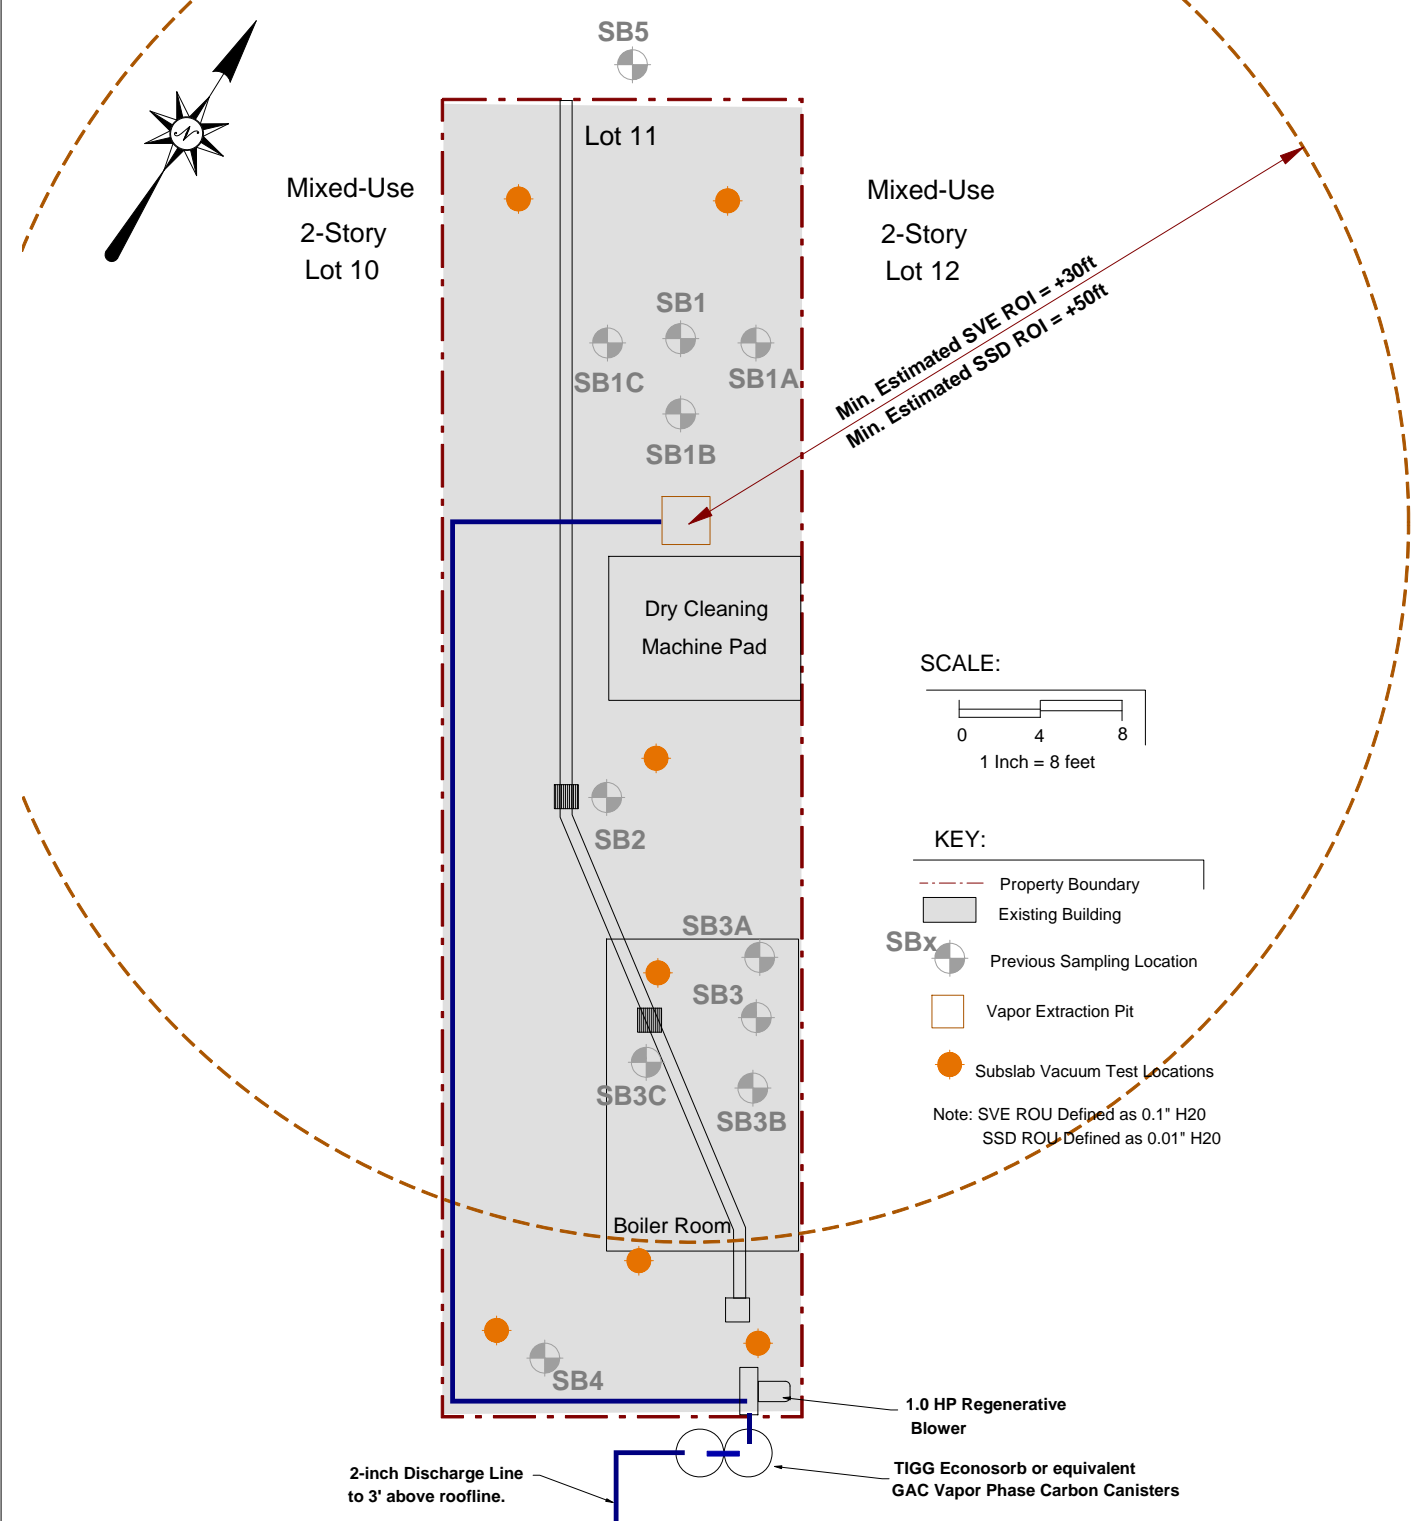 SB5
N
Lot 11
Mixed-Use
2-Story
Lot 10
Mixed-Use
2-Story
Lot 12
Min. Estimated SVE ROI = +30ft
Min. Estimated SSD ROI = +50ft
SB1
SB1C
SB1A
SB1B
Dry Cleaning
Machine Pad
SCALE:
0 4 8
1 Inch = 8 feet
SB2
KEY:
Property Boundary
Existing Building
SBx
Previous Sampling Location
Vapor Extraction Pit
Subslab Vacuum Test Locations
Note: SVE ROU Defined as 0.1" H20
SSD ROU Defined as 0.01" H20
SB3A
SB3
SB3C
SB3B
Boiler Room
SB4
1.0 HP Regenerative
Blower
2-inch Discharge Line
to 3' above roofline.
TIGG Econosorb or equivalent
GAC Vapor Phase Carbon Canisters